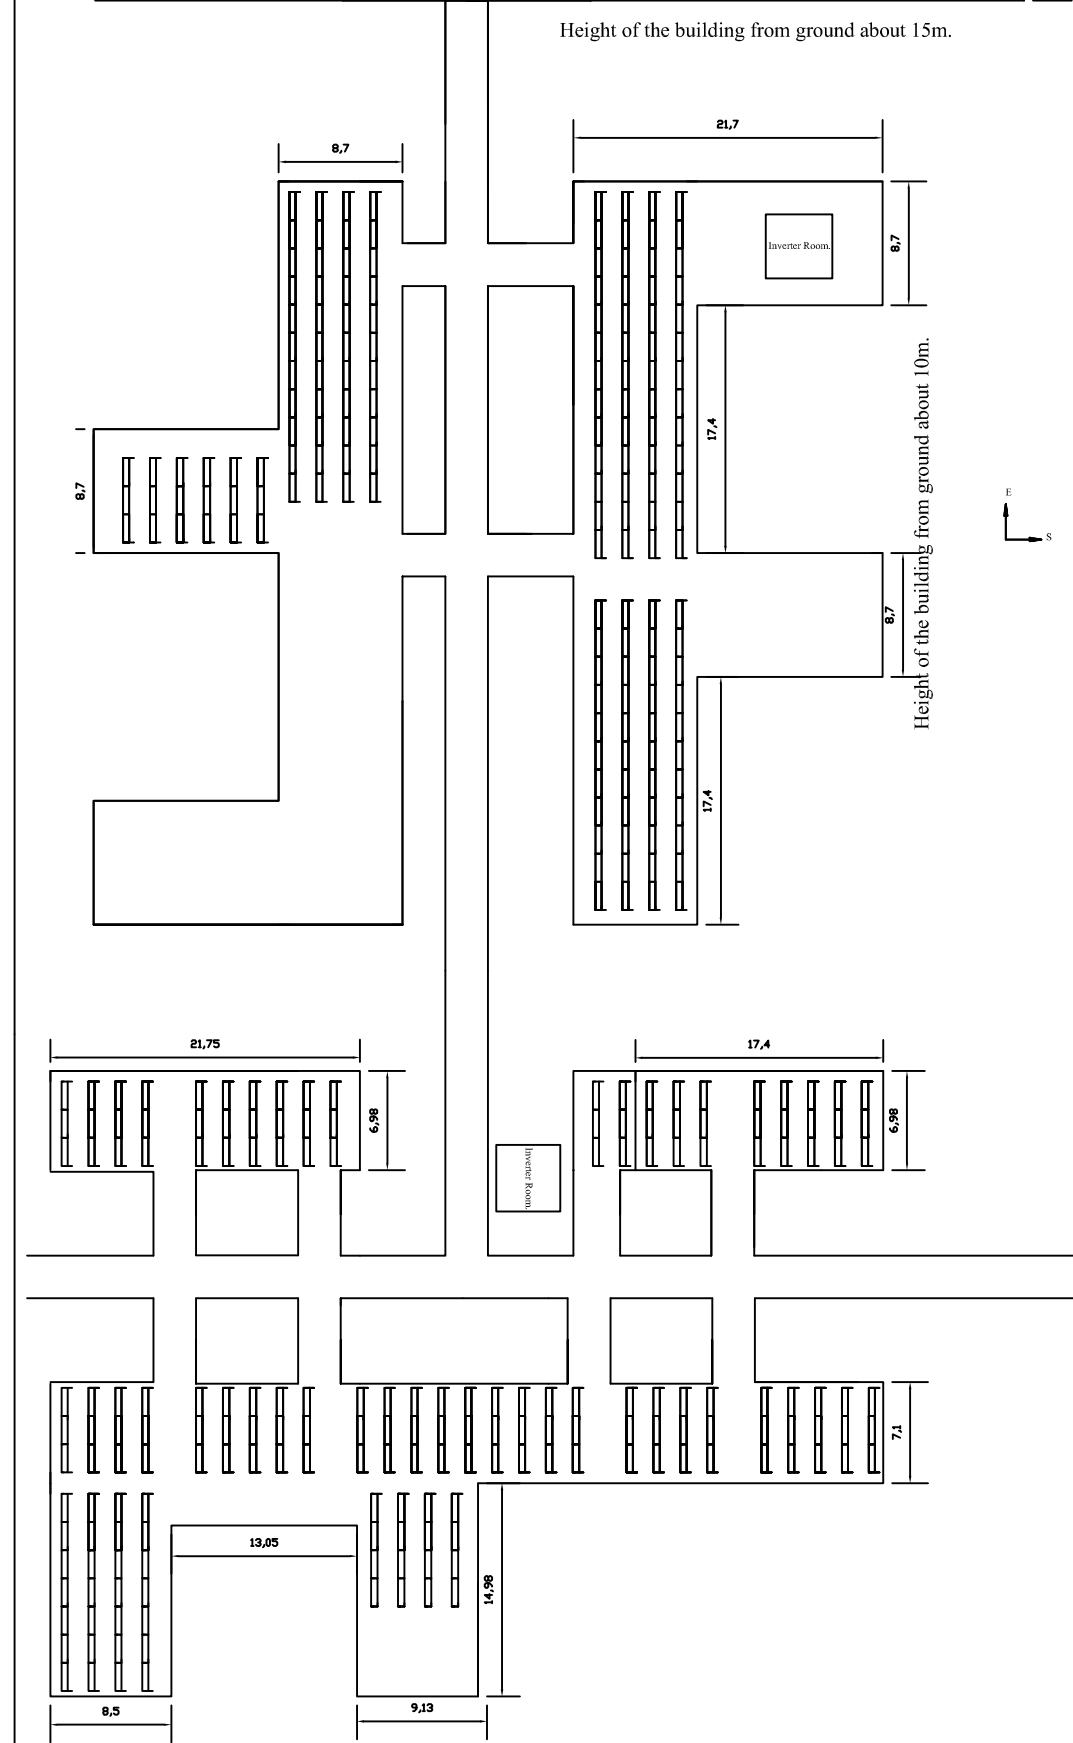 Height of the building from ground about 15m.
21,7
8,7
Inverter Room.
8,7
Height of the building from ground about 10m.
17,4
8,7
E
S
8,7
17,4
21,75
17,4
6,98
6,98
Inverter Room.
7,1
13,05
14,98
8,5
9,13